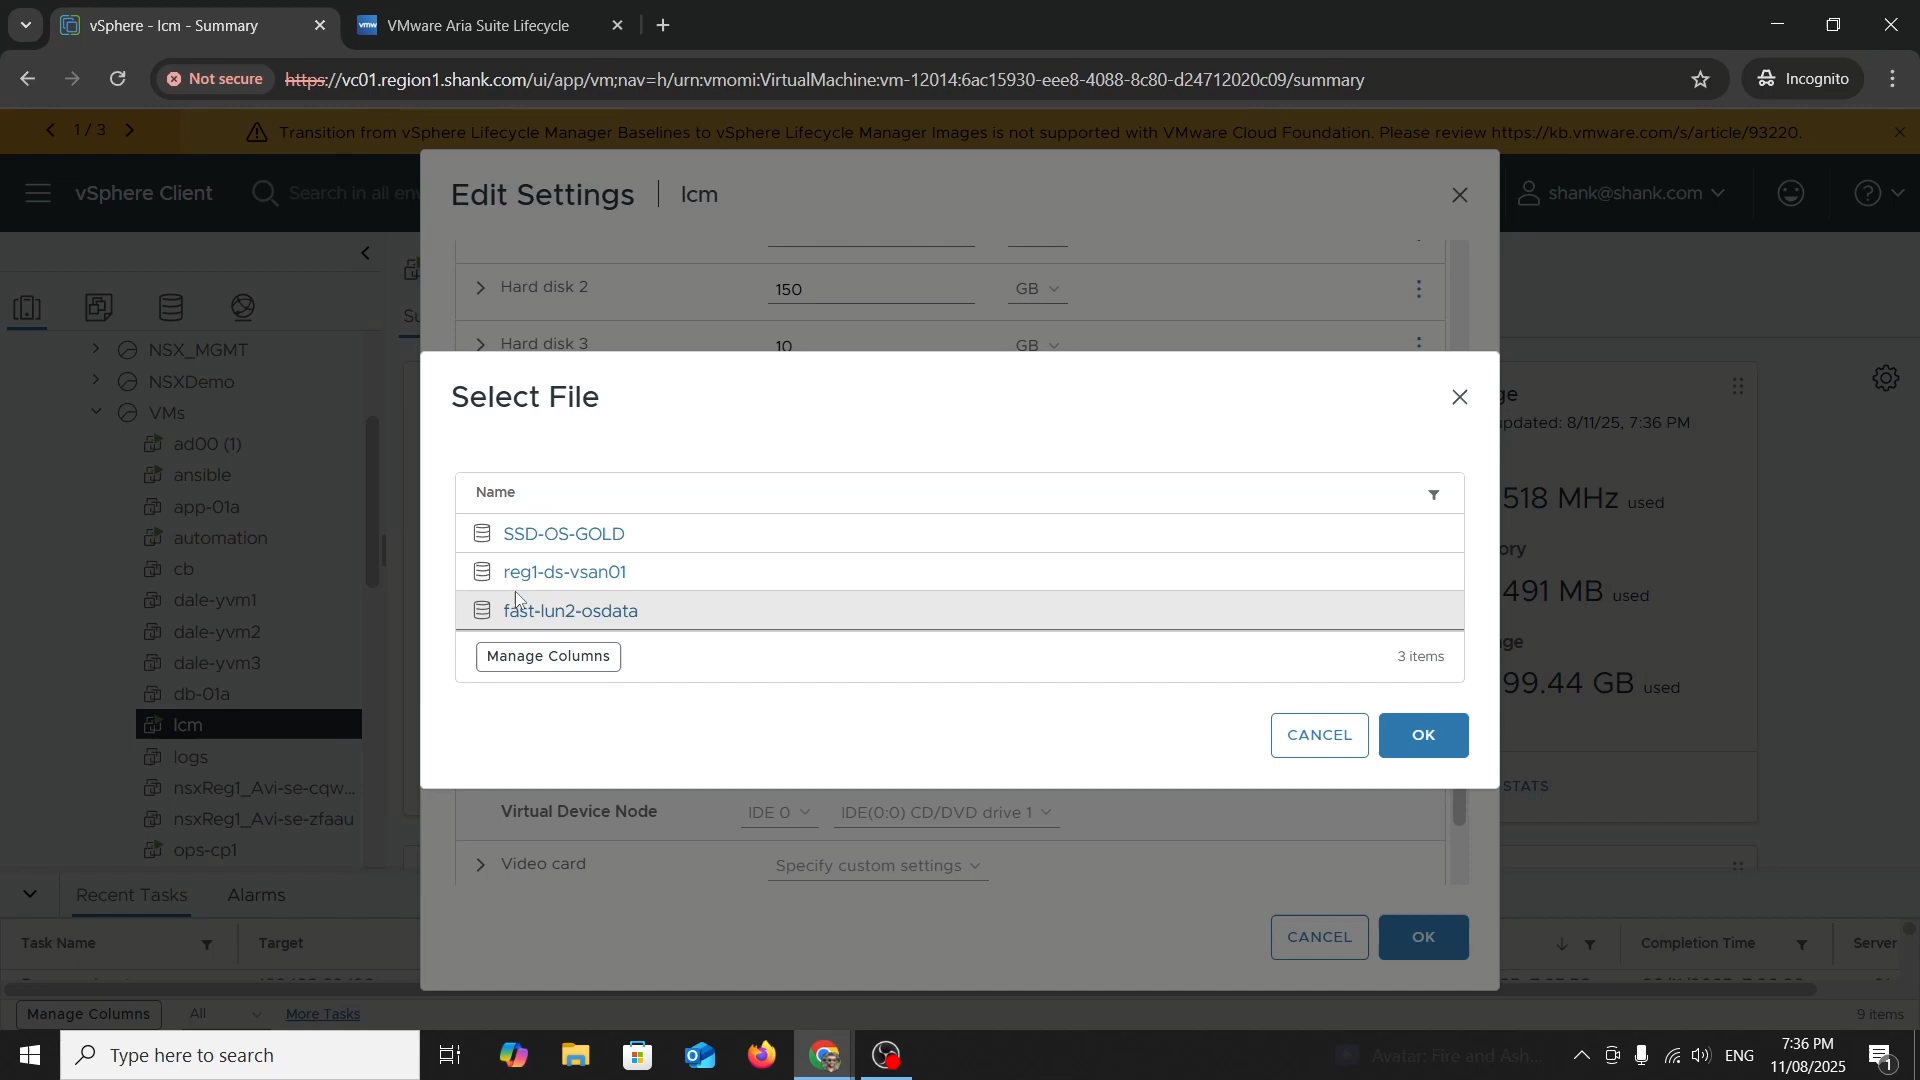 vSphere - lcm - Summary
VMware Aria Suite Lifecycle
Not secure
https://vc01.region1.shank.com/ui/app/vm;nav=h/urn:vmomi:VirtualMachine:vm-12014:6ac15930-eee8-4088-8c80-d24712020c09/summary
Incognito
1 / 3
Transition from vSphere Lifecycle Manager Baselines to vSphere Lifecycle Manager Images is not supported with VMware Cloud Foundation. Please review https://kb.vmware.com/s/article/93220.
vSphere Client
Search in all env
shank@shank.com
Edit Settings
lcm
Hard disk 2
150
GB
Hard disk 3
10
GB
NSX_MGMT
NSXDemo
VMs
ad00 (1)
ansible
app-01a
automation
cb
dale-yvm1
dale-yvm2
dale-yvm3
db-01a
lcm
logs
nsxReg1_Avi-se-cqw...
nsxReg1_Avi-se-zfaau
ops-cp1
Select File
Name
SSD-OS-GOLD
reg1-ds-vsan01
fast-lun2-osdata
Manage Columns
3 items
CANCEL
OK
pdated: 8/11/25, 7:36 PM
518 MHz used
ory
491 MB used
ge
99.44 GB used
STATS
Virtual Device Node
IDE 0
IDE(0:0) CD/DVD drive 1
Video card
Specify custom settings
CANCEL
OK
Recent Tasks
Alarms
Task Name
Target
Completion Time
Server
Manage Columns
All
More Tasks
9 items
Type here to search
Avatar: Fire and Ash...
ENG
7:36 PM
11/08/2025
1